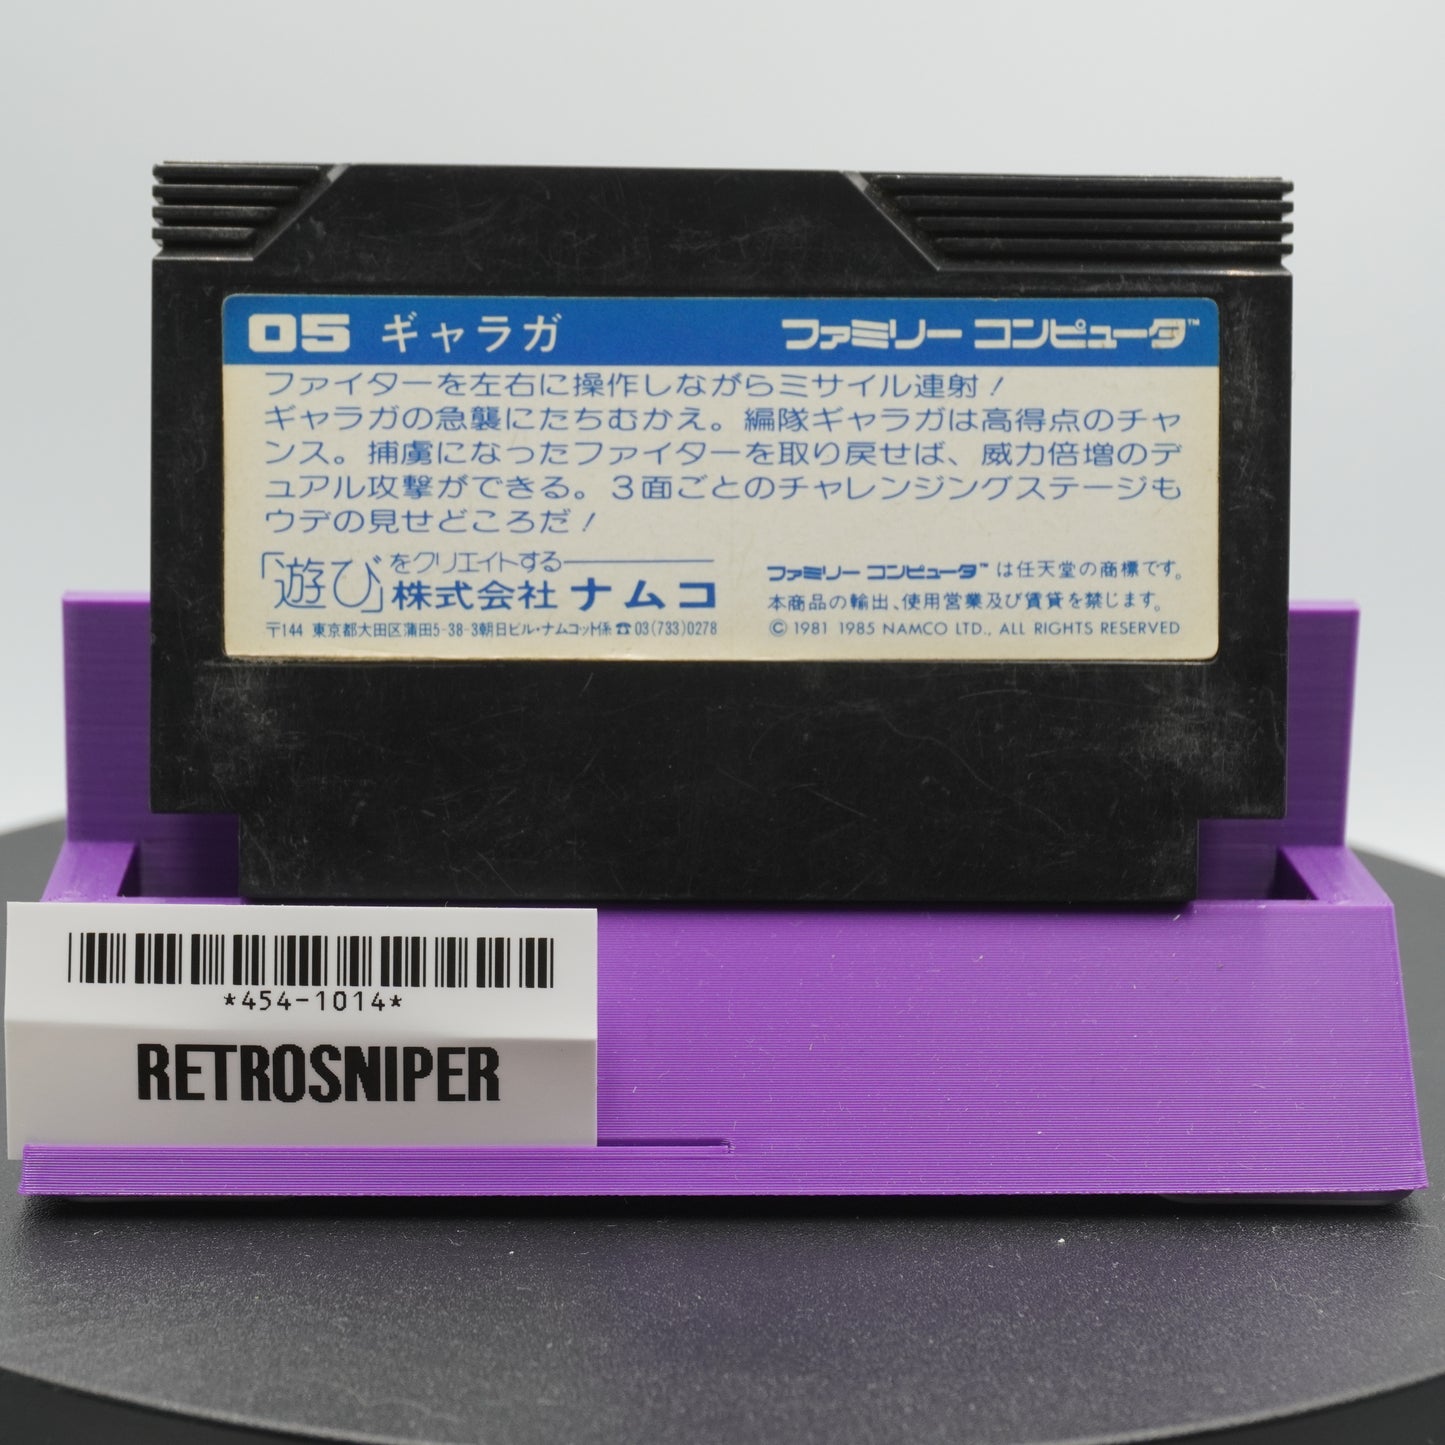 05 ギャラガ ファミリー コンピュータ™
ファイターを左右に操作しながらミサイル連射！
ギャラガの急襲にたちむかえ。編隊ギャラガは高得点のチャ
ンス。捕虜になったファイターを取り戻せば、威力倍増のデ
ュアル攻撃ができる。3面ごとのチャレンジングステージも
ウデの見せどころだ！
「遊び」をクリエイトする
株式会社 ナムコ
〒144 東京都大田区蒲田5-38-3朝日ビル・ナムコット係 ☎03(733)0278
ファミリー コンピュータ™ は任天堂の商標です。
本商品の輸出、使用営業及び賃貸を禁じます。
© 1981 1985 NAMCO LTD., ALL RIGHTS RESERVED
*454-1014*
RETROSNIPER